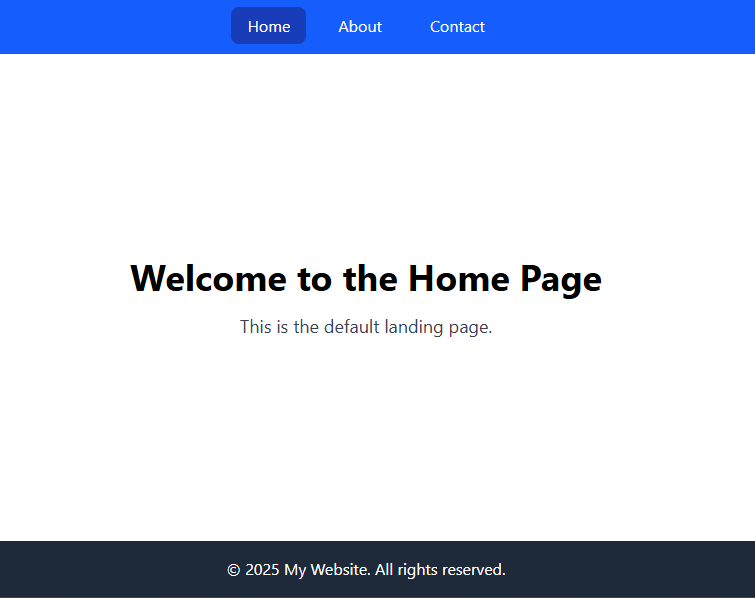 Home About Contact
Welcome to the Home Page
This is the default landing page.
© 2025 My Website. All rights reserved.